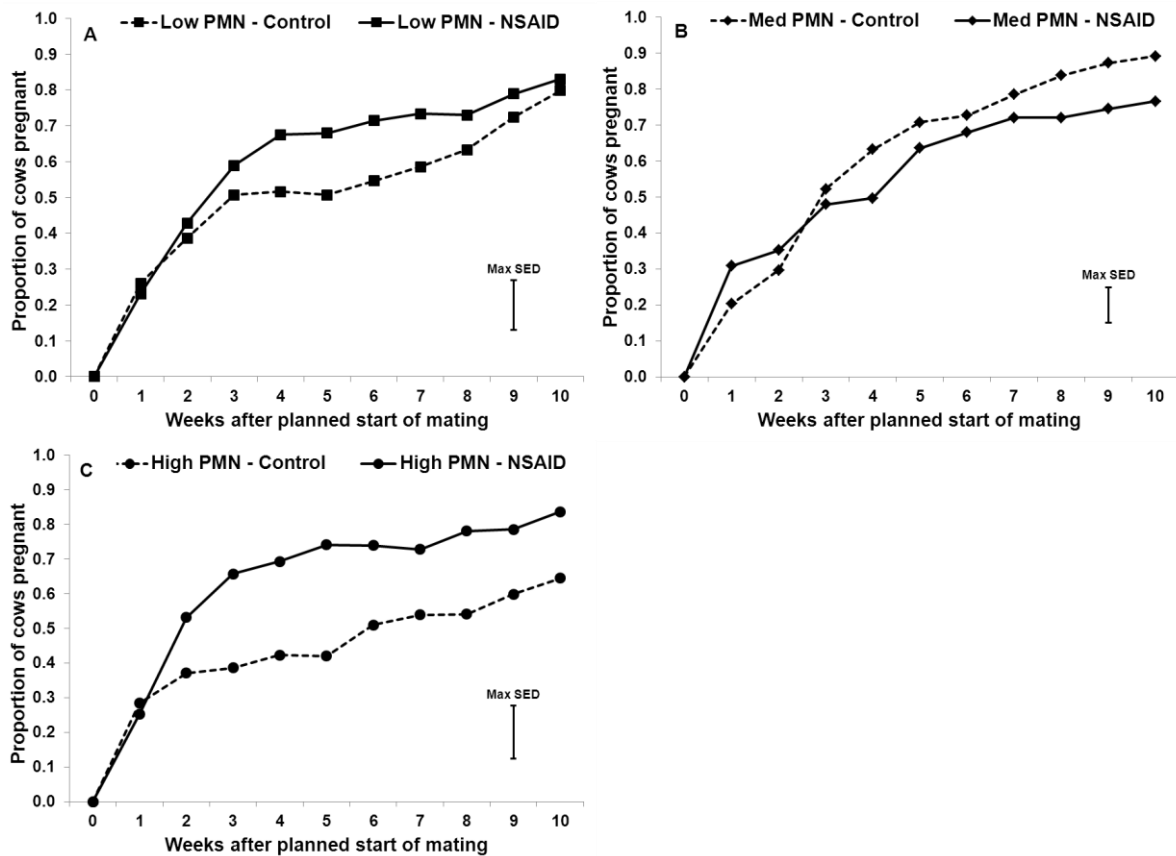 A Low PMN - Control Low PMN - NSAID
1.0
0.9
0.8
0.7
0.6
0.5
0.4
0.3
0.2
0.1
0.0
Proportion of cows pregnant
Max SED
0 1 2 3 4 5 6 7 8 9 10
Weeks after planned start of mating
B Med PMN - Control Med PMN - NSAID
1.0
0.9
0.8
0.7
0.6
0.5
0.4
0.3
0.2
0.1
0.0
Proportion of cows pregnant
Max SED
0 1 2 3 4 5 6 7 8 9 10
Weeks after planned start of mating
C High PMN - Control High PMN - NSAID
1.0
0.9
0.8
0.7
0.6
0.5
0.4
0.3
0.2
0.1
0.0
Proportion of cows pregnant
Max SED
0 1 2 3 4 5 6 7 8 9 10
Weeks after planned start of mating